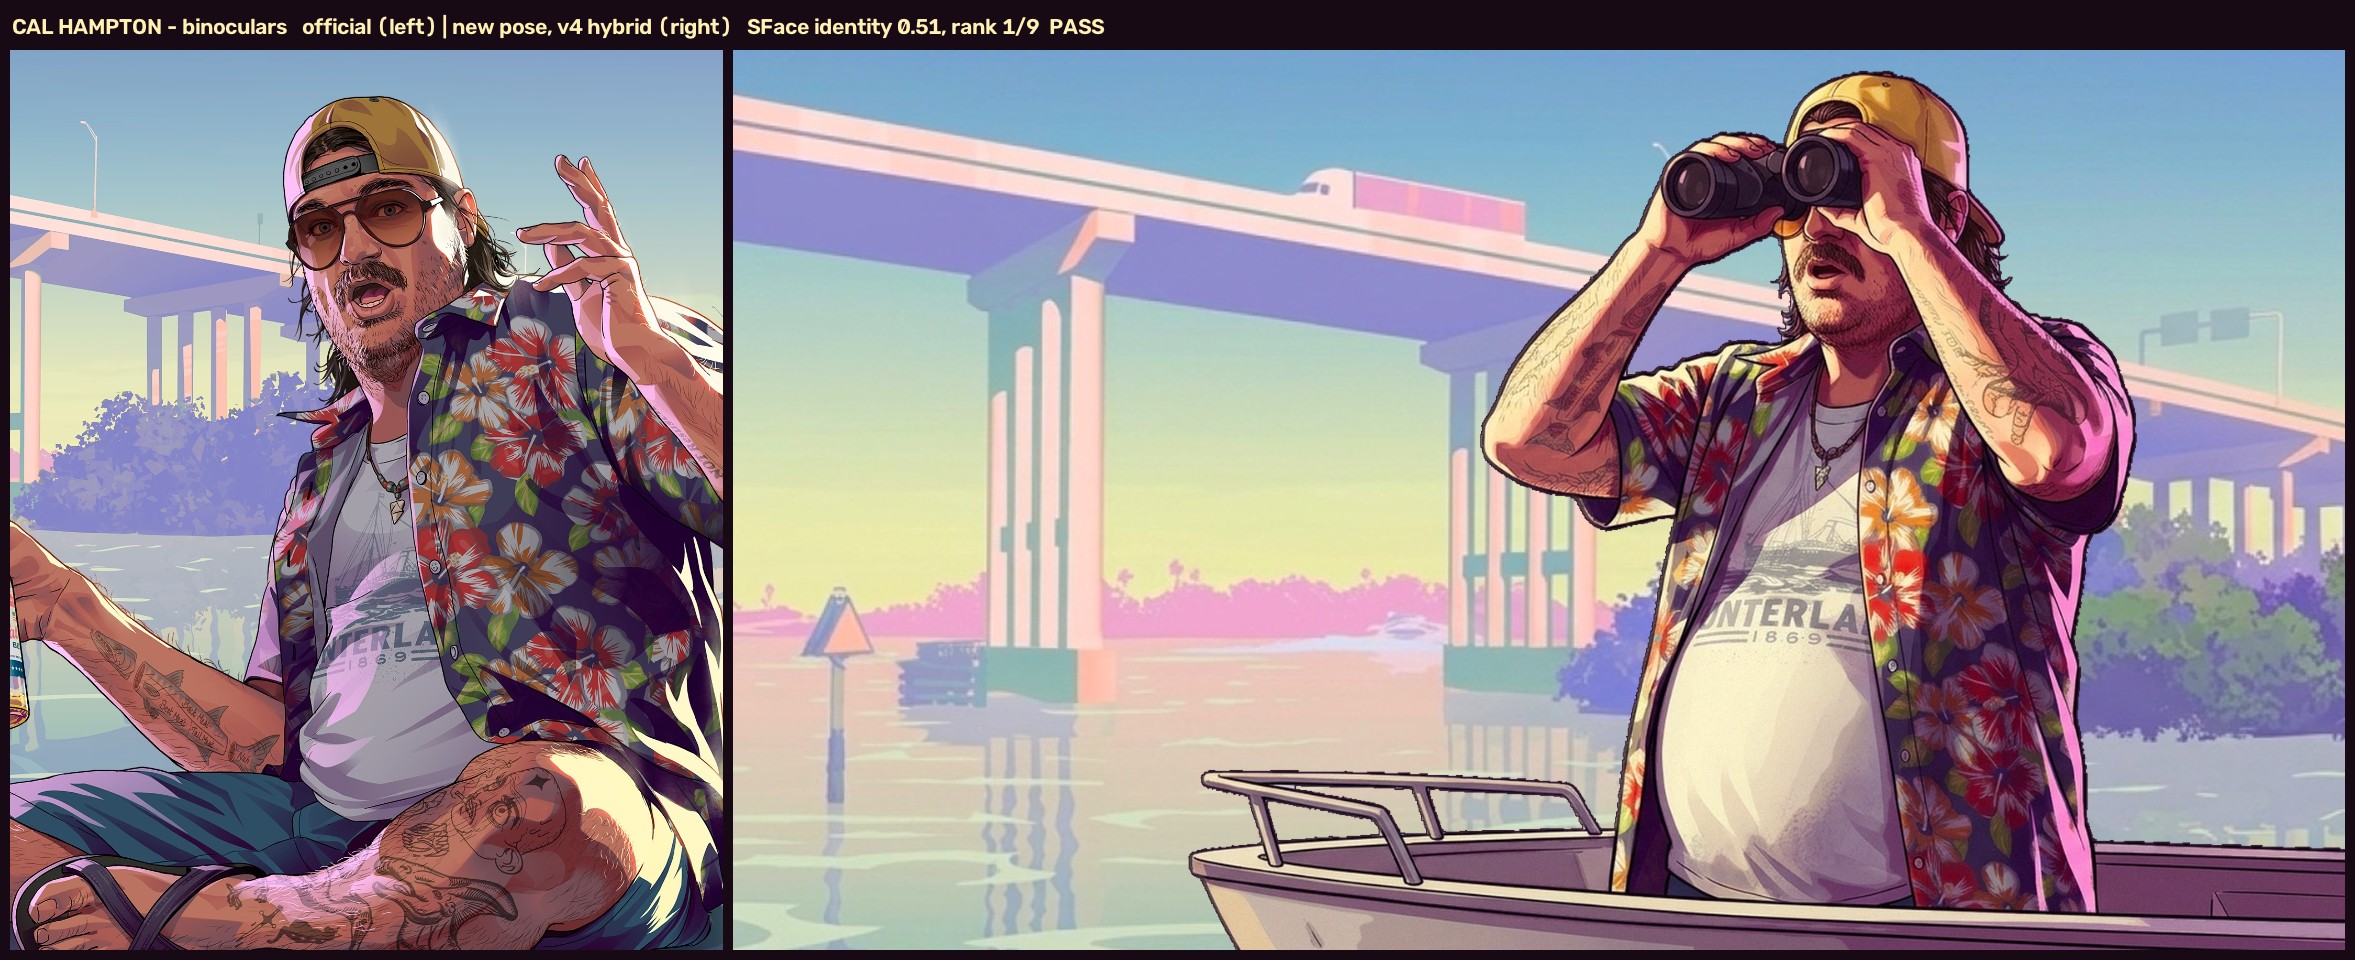 CAL HAMPTON - binoculars official (left) | new pose, v4 hybrid (right) SFace identity 0.51, rank 1/9 PASS
NTERLA
1869
UNTERLA
1869